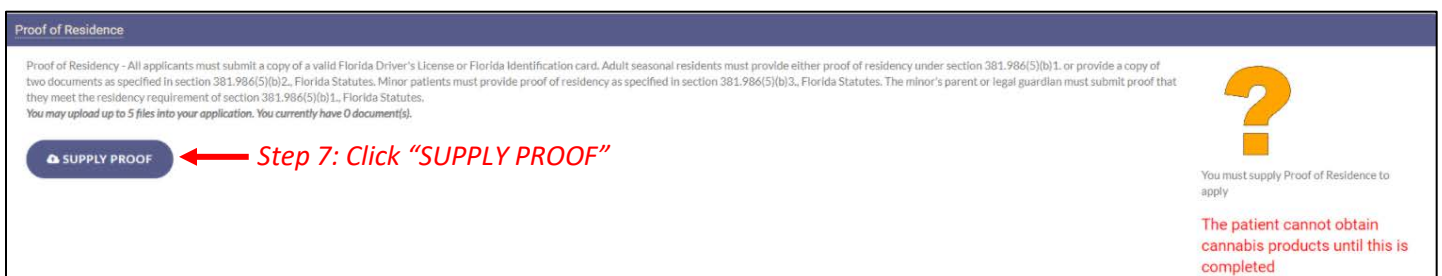 Proof of Residence
Proof of Residency - All applicants must submit a copy of a valid Florida Driver's License or Florida Identification card. Adult seasonal residents must provide either proof of residency under section 381.986(5)(b)1. or provide a copy of
two documents as specified in section 381.986(5)(b)2., Florida Statutes. Minor patients must provide proof of residency as specified in section 381.986(5)(b)3., Florida Statutes. The minor's parent or legal guardian must submit proof that
they meet the residency requirement of section 381.986(5)(b)1., Florida Statutes.
You may upload up to 5 files into your application. You currently have 0 document(s).
SUPPLY PROOF
Step 7: Click “SUPPLY PROOF”
?
You must supply Proof of Residence to
apply
The patient cannot obtain
cannabis products until this is
completed